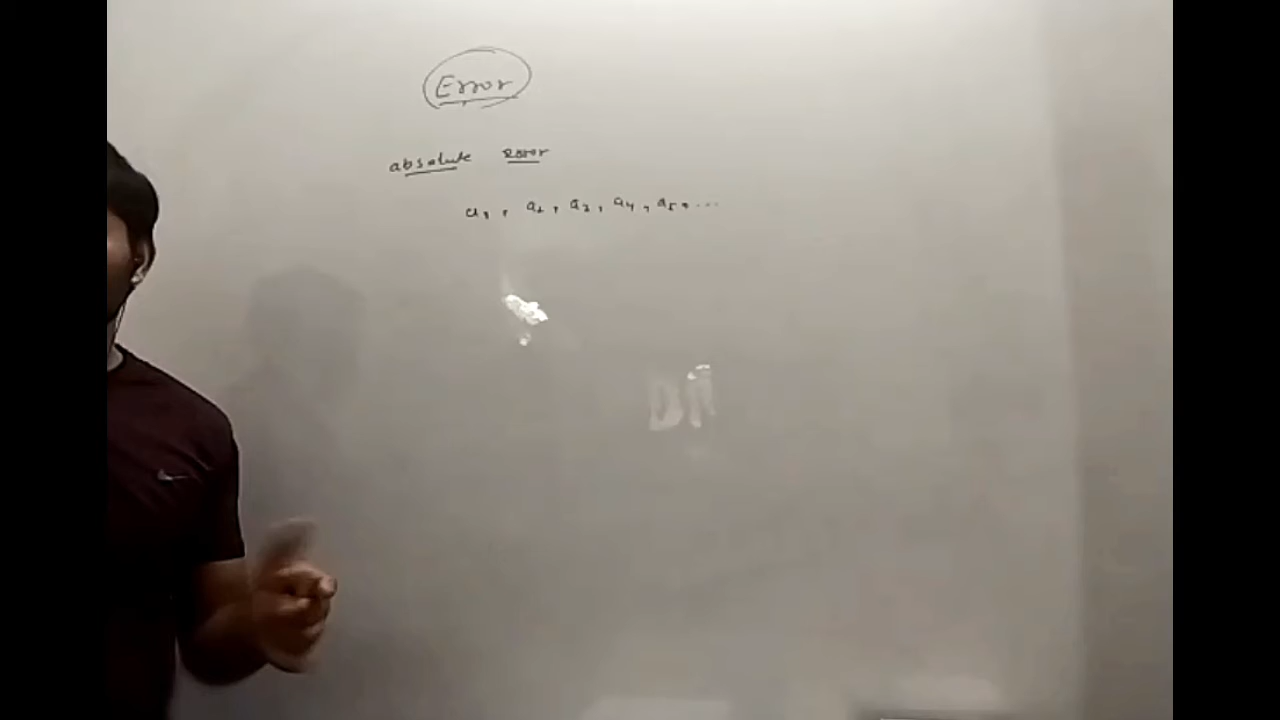 Error
absolute error
a₁, a₂, a₃, a₄, a₅, ...